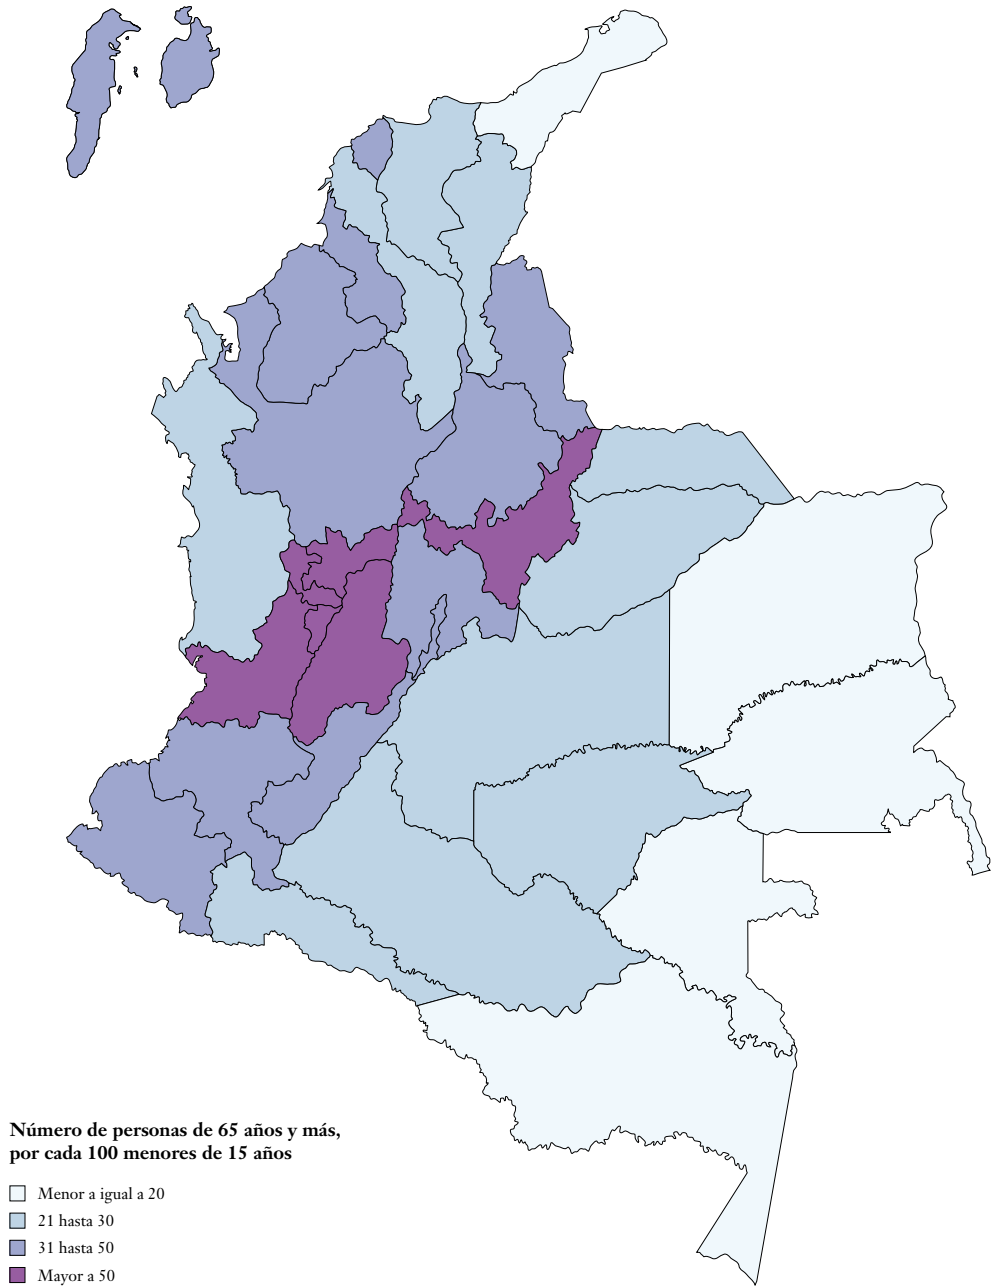 Número de personas de 65 años y más,
por cada 100 menores de 15 años
Menor a igual a 20
21 hasta 30
31 hasta 50
Mayor a 50